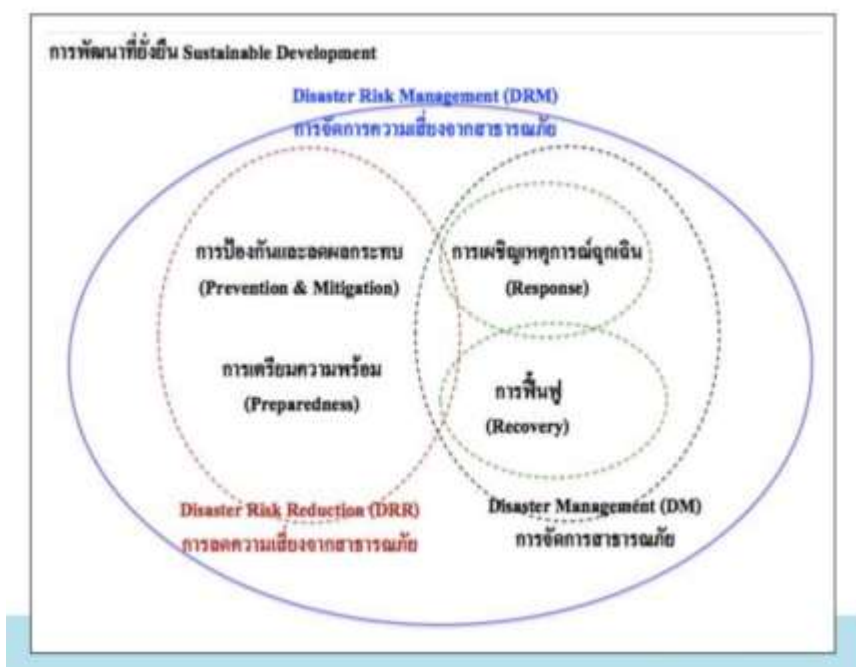 การพัฒนาที่ยั่งยืน Sustainable Development
Disaster Risk Management (DRM)
การจัดการความเสี่ยงจากสาธารณภัย
การป้องกันและลดผลกระทบ
(Prevention & Mitigation)
การเตรียมความพร้อม
(Preparedness)
การเผชิญเหตุการณ์ฉุกเฉิน
(Response)
การฟื้นฟู
(Recovery)
Disaster Risk Reduction (DRR)
การลดความเสี่ยงจากสาธารณภัย
Disaster Management (DM)
การจัดการสาธารณภัย